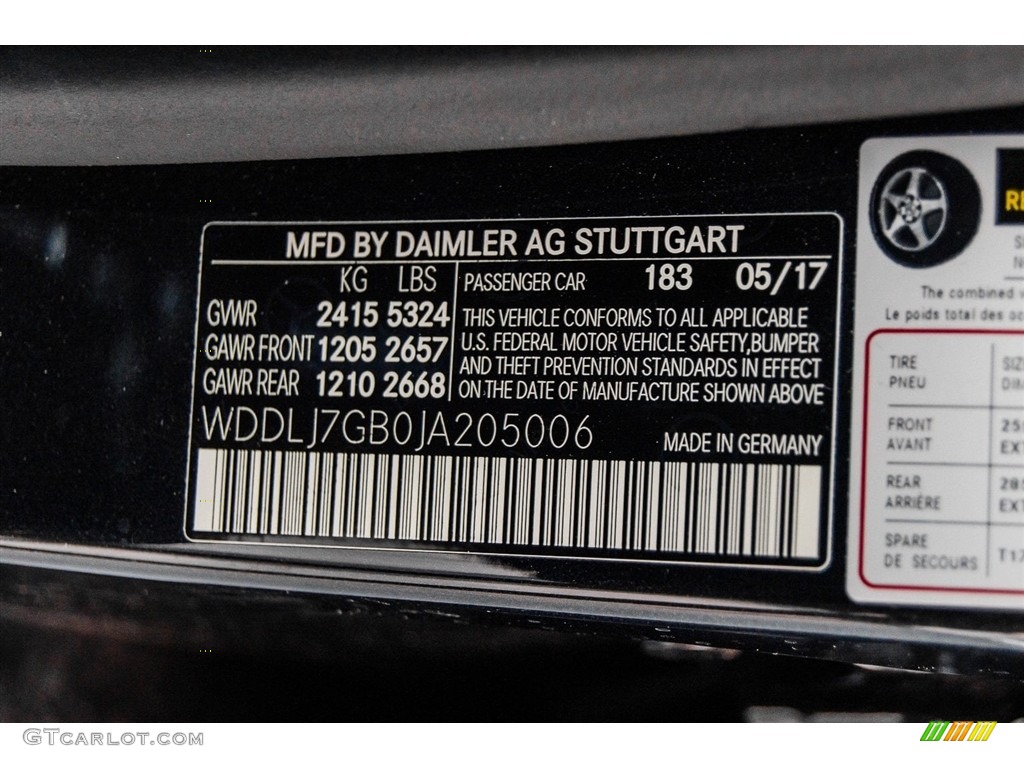 MFD BY DAIMLER AG STUTTGART
KG LBS
PASSENGER CAR 183 05/17
GVWR 2415 5324
GAWR FRONT 1205 2657
GAWR REAR 1210 2668
THIS VEHICLE CONFORMS TO ALL APPLICABLE
U.S. FEDERAL MOTOR VEHICLE SAFETY, BUMPER
AND THEFT PREVENTION STANDARDS IN EFFECT
ON THE DATE OF MANUFACTURE SHOWN ABOVE
WDDLJ7GB0JA205006
MADE IN GERMANY
The combined
Le poids total des
TIRE
PNEU
FRONT
AVANT
REAR
ARRIÈRE
SPARE
DE SECOURS
GTcarlot.com